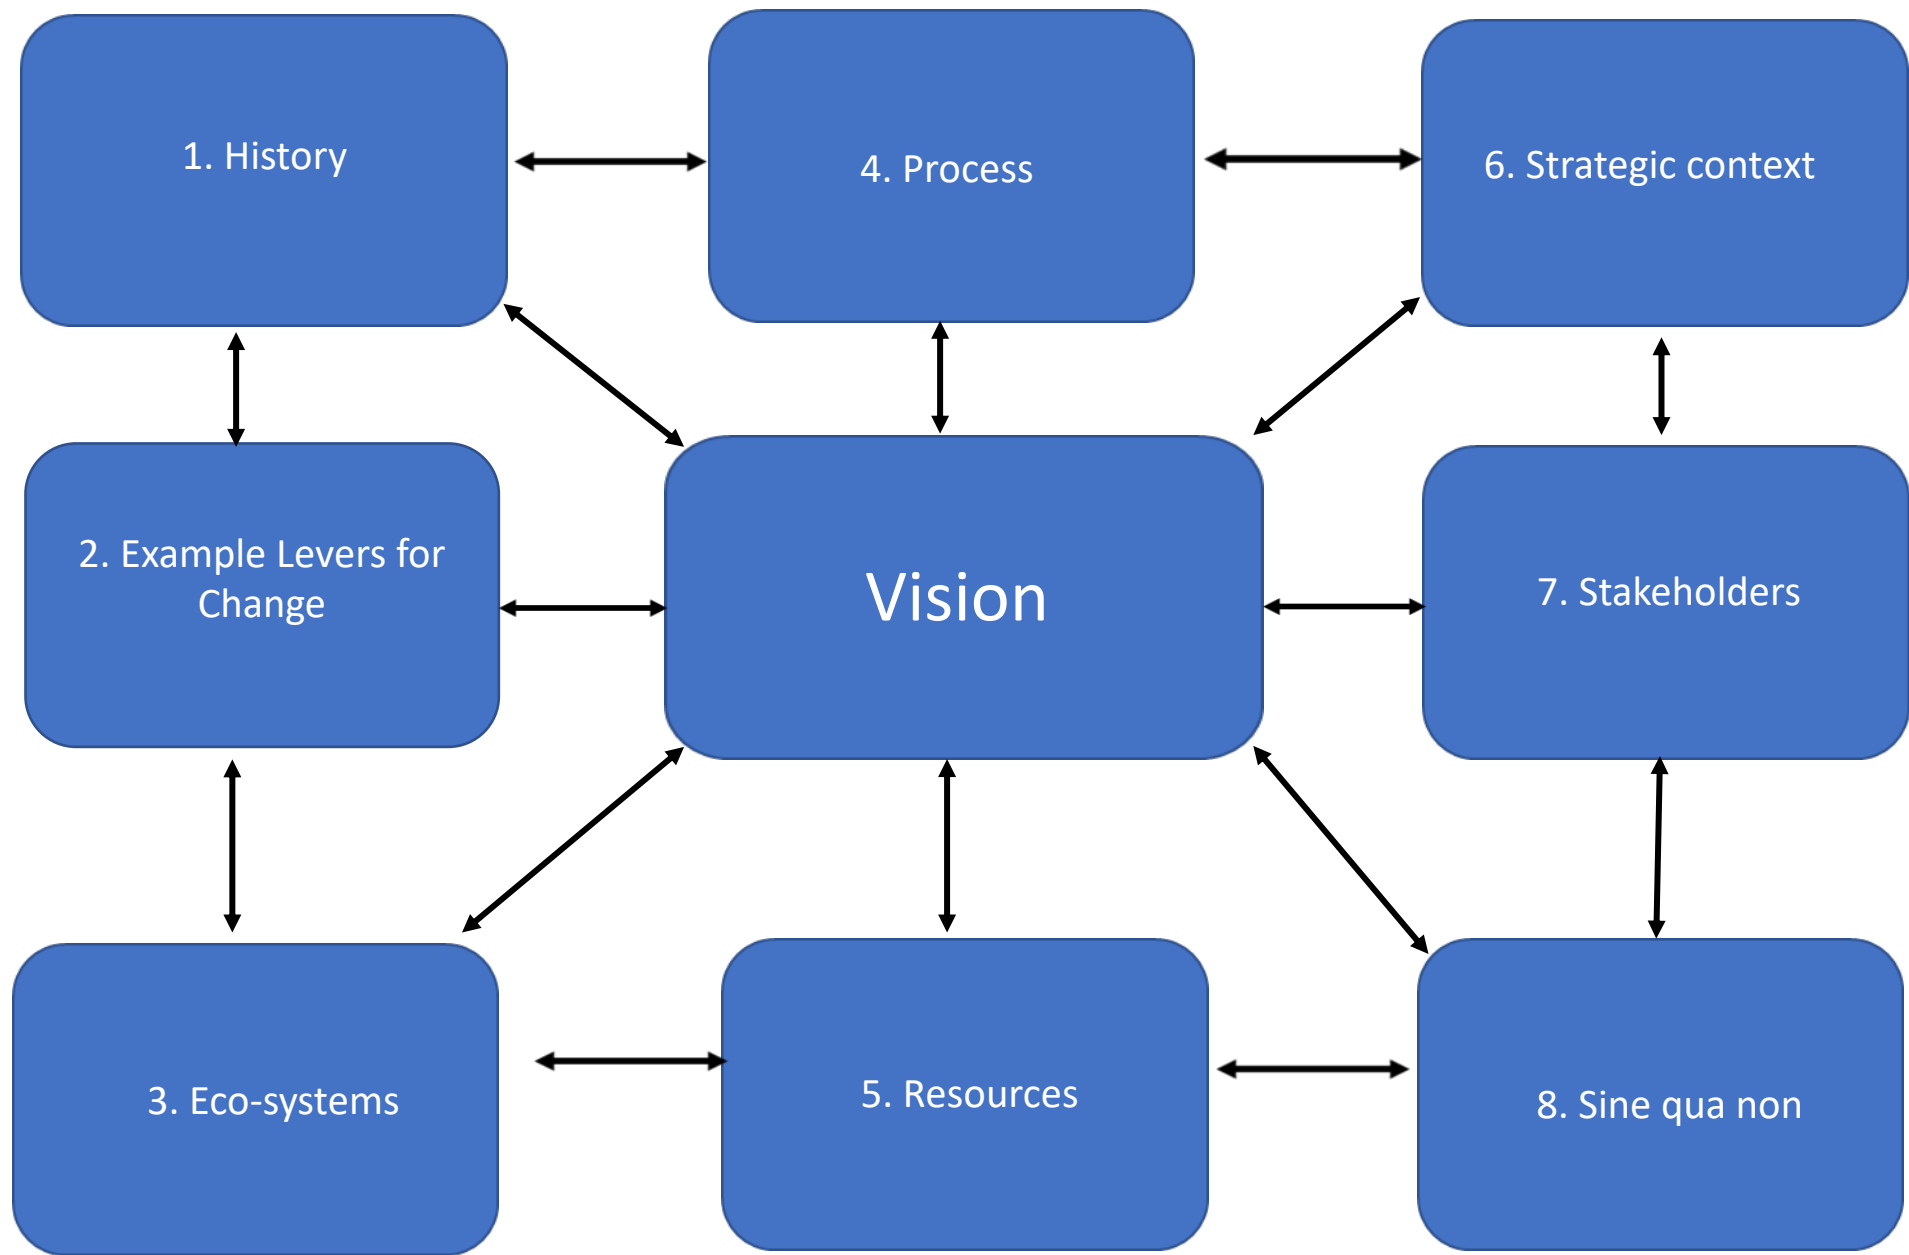 1. History
4. Process
6. Strategic context
2. Example Levers for
Change
Vision
7. Stakeholders
3. Eco-systems
5. Resources
8. Sine qua non